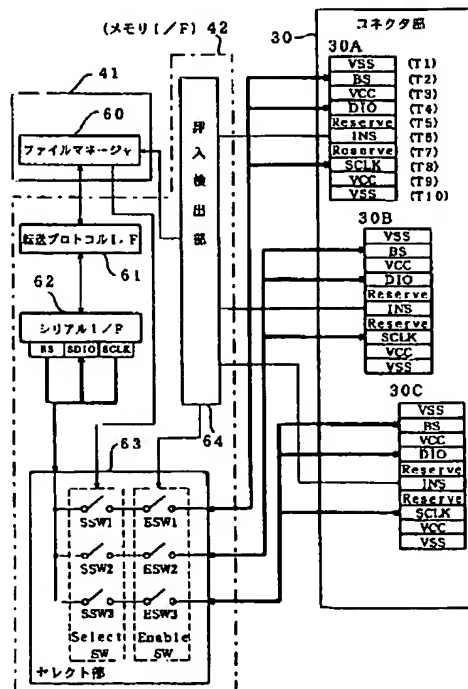 (メモリI/F) 42
30
コネクタ部
41
60
ファイルマネージャ
転送プロトコルI/F
61
62
シリアルI/F
BS SDIO SCLK
挿入検出部
64
63
SSW1 ESW1
SSW2 ESW2
SSW3 ESW3
Select SW
Enable SW
セレクト部
30A
VSS (T1)
BS (T2)
VCC (T3)
DIO (T4)
Reserve (T5)
INS (T6)
Reserve (T7)
SCLK (T8)
VCC (T9)
VSS (T10)
30B
VSS
BS
VCC
DIO
Reserve
INS
Reserve
SCLK
VCC
VSS
30C
VSS
BS
VCC
DIO
Reserve
INS
Reserve
SCLK
VCC
VSS